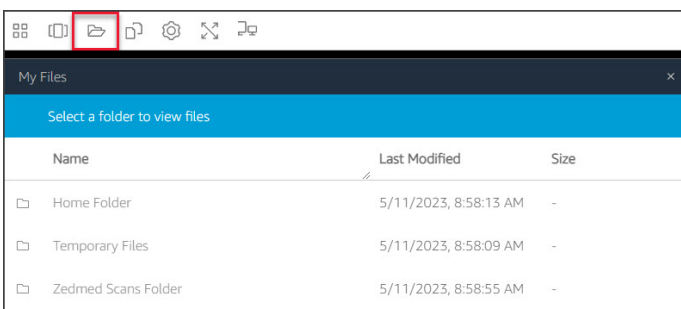 My Files ×
Select a folder to view files
Name Last Modified Size
Home Folder 5/11/2023, 8:58:13 AM -
Temporary Files 5/11/2023, 8:58:09 AM -
Zedmed Scans Folder 5/11/2023, 8:58:55 AM -